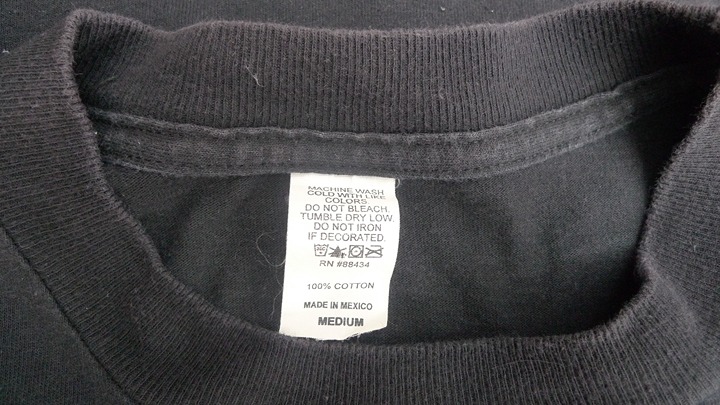 MACHINE WASH
COLD WITH LIKE
COLORS.
DO NOT BLEACH.
TUMBLE DRY LOW.
DO NOT IRON
IF DECORATED.
RN #88434
100% COTTON
MADE IN MEXICO
MEDIUM